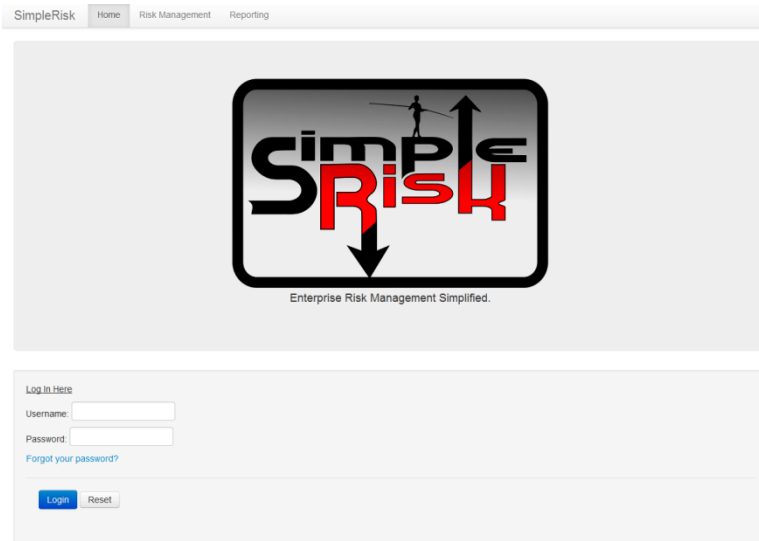 SimpleRisk Home Risk Management Reporting
Simple
Risk
Enterprise Risk Management Simplified.
Log In Here
Username:
Password:
Forgot your password?
Login Reset